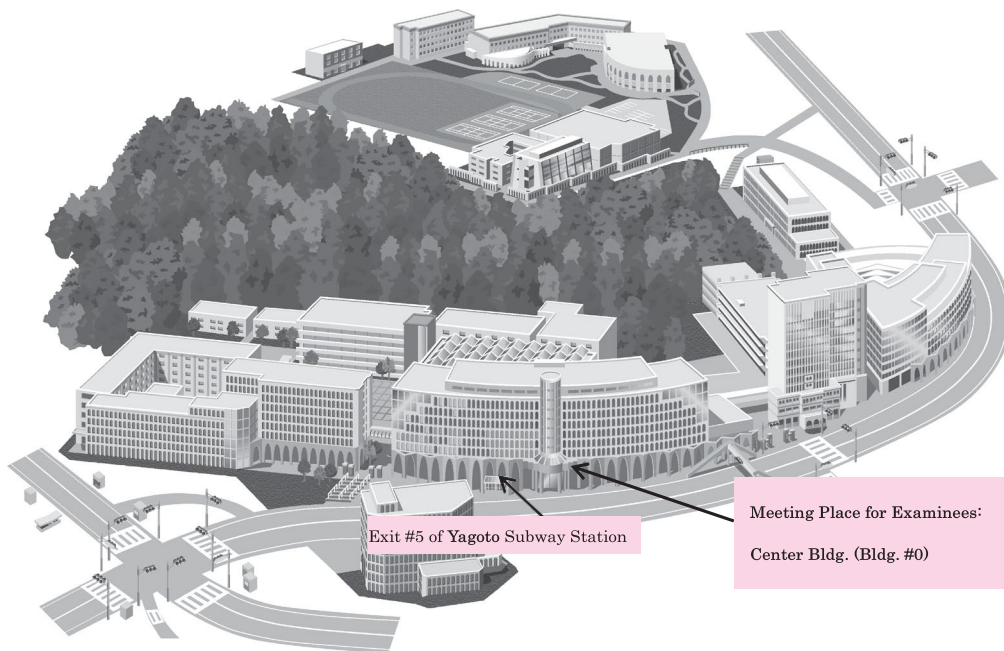 Exit #5 of Yagoto Subway Station
Meeting Place for Examinees:
Center Bldg. (Bldg. #0)